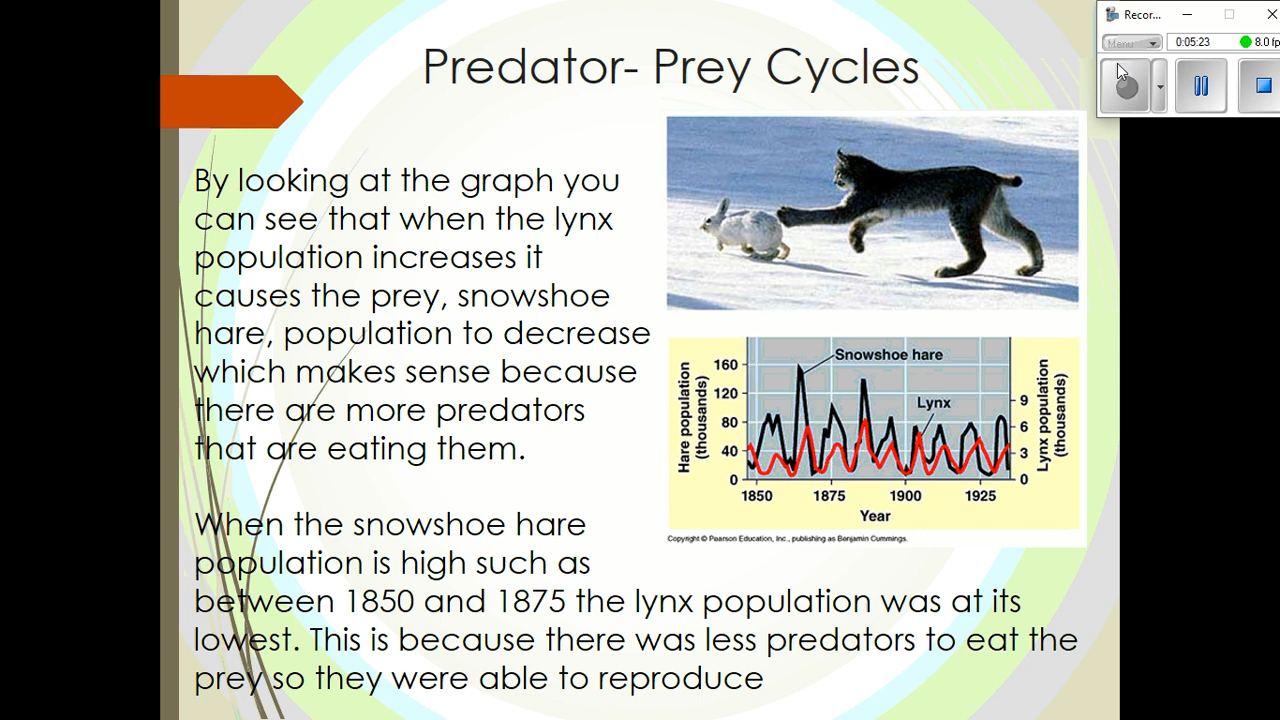 Predator- Prey Cycles
By looking at the graph you
can see that when the lynx
population increases it
causes the prey, snowshoe
hare, population to decrease
which makes sense because
there are more predators
that are eating them.
When the snowshoe hare
population is high such as
between 1850 and 1875 the lynx population was at its
lowest. This is because there was less predators to eat the
prey so they were able to reproduce
Hare population
(thousands)
160
120
80
40
0
Snowshoe hare
Lynx
9
6
3
0
Lynx population
(thousands)
1850 1875 1900 1925
Year
Copyright © Pearson Education, Inc., publishing as Benjamin Cummings.
Recor...
Menu
0:05:23
8.0 fp